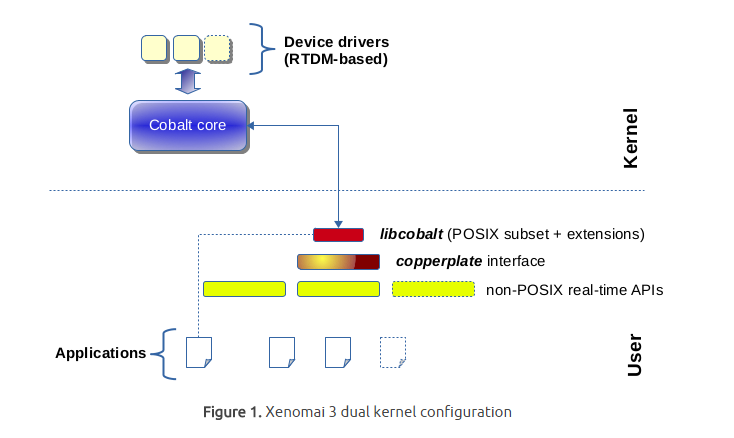 Device drivers
(RTDM-based)
Cobalt core
Kernel
libcobalt (POSIX subset + extensions)
copperplate interface
non-POSIX real-time APIs
Applications
User
Figure 1. Xenomai 3 dual kernel configuration